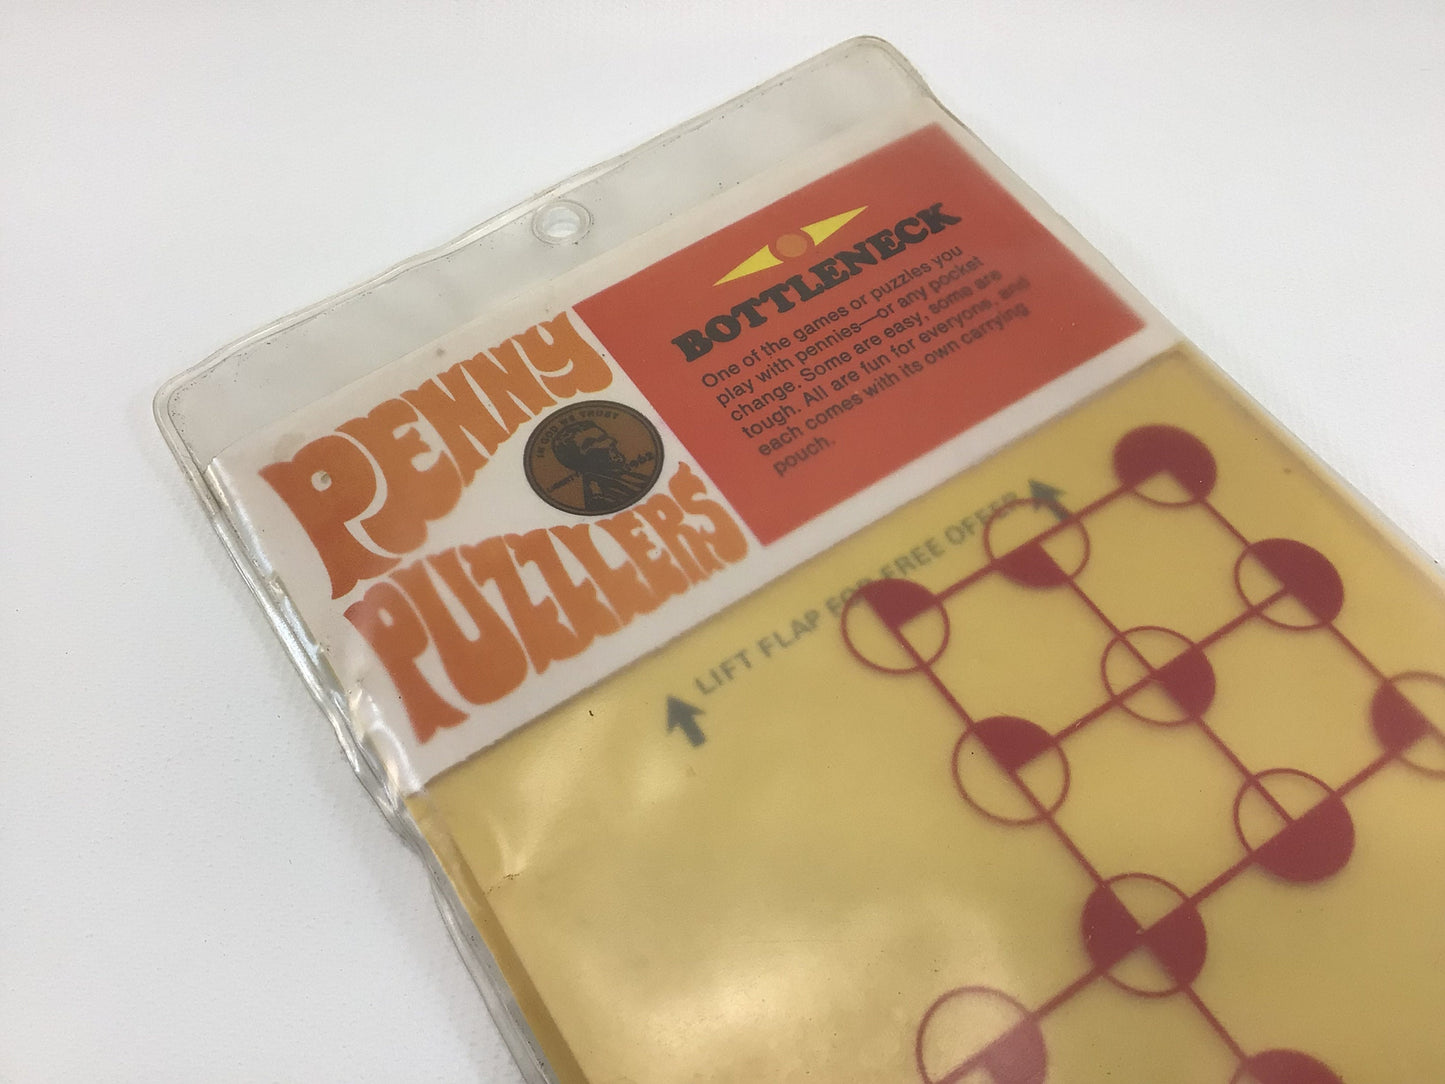 PENNY
PUZZLERS
IN GOD WE TRUST
LIBERTY
1962
BOTTLENECK
One of the games or puzzles you
play with pennies—or any pocket
change. Some are easy, some are
tough. All are fun for everyone, and
each comes with its own carrying
pouch.
LIFT FLAP FOR FREE OFFER